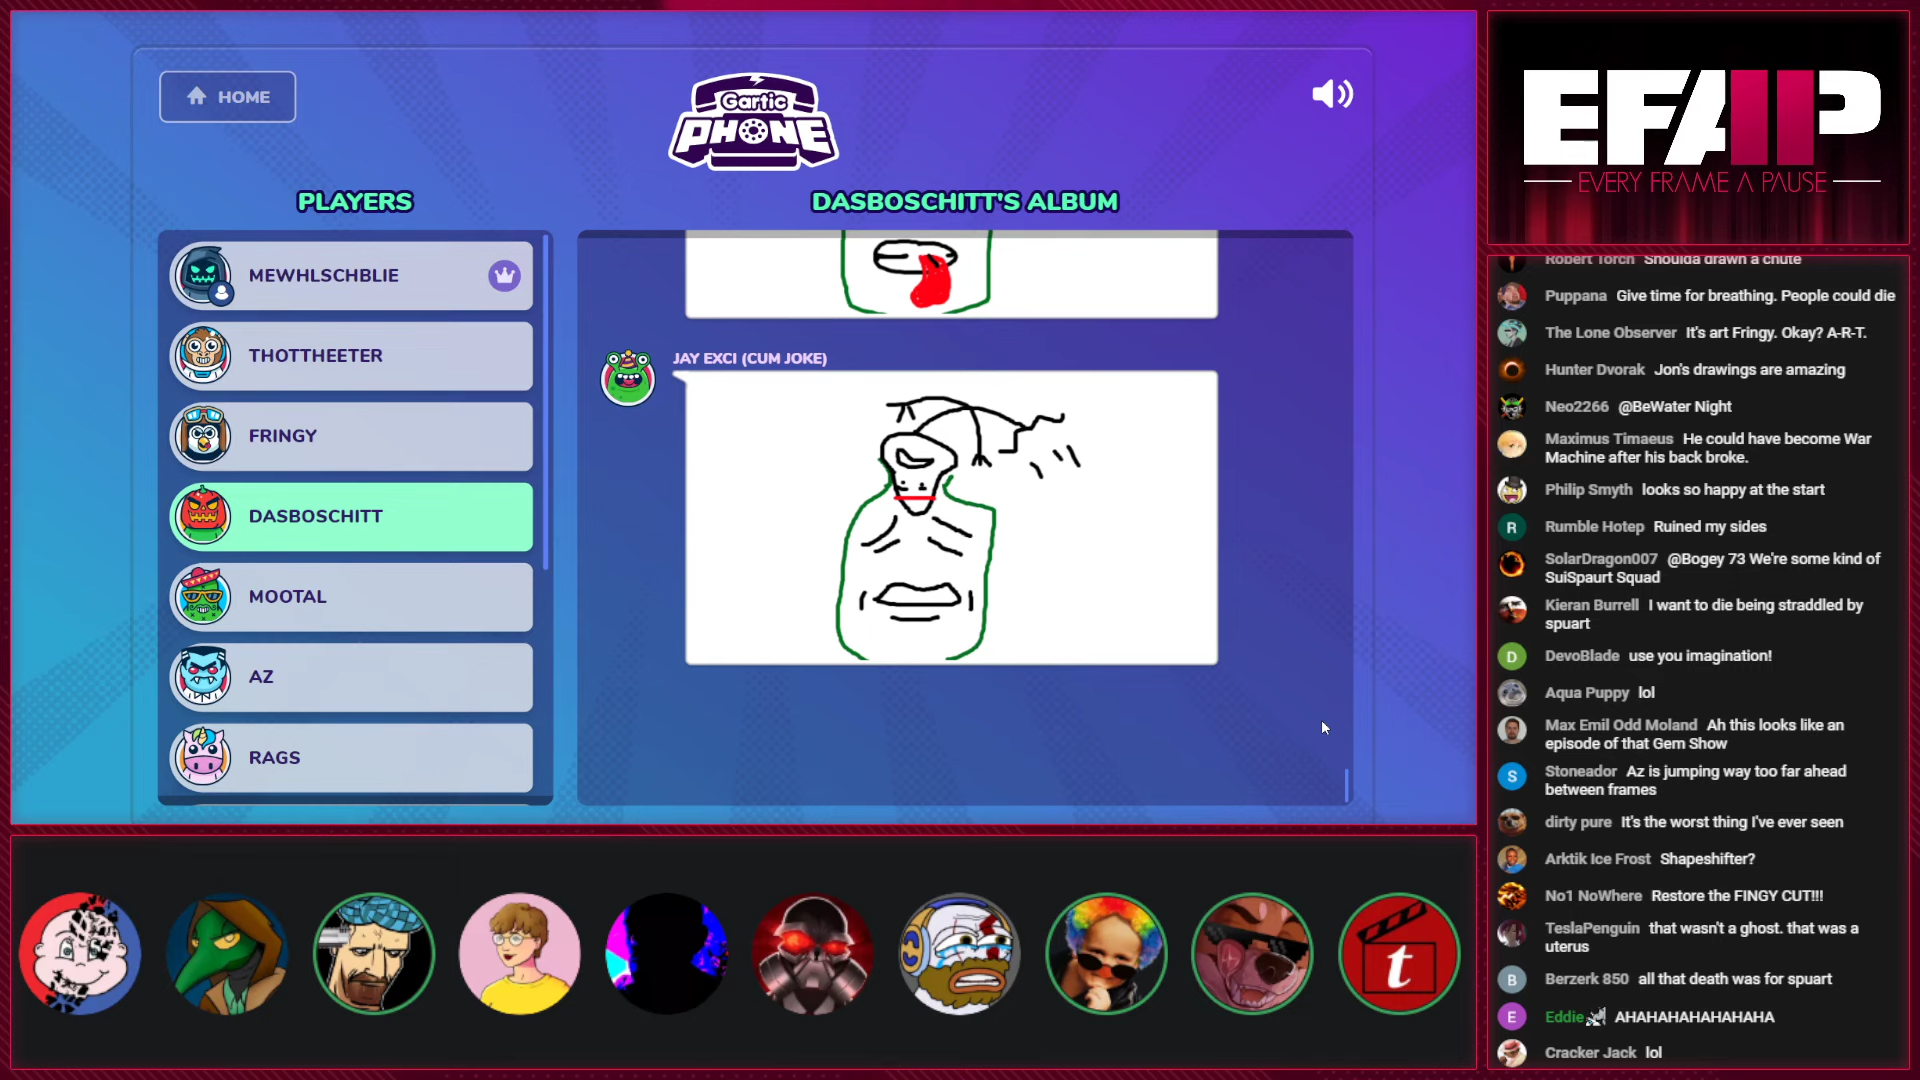 HOME
Gartic
PHONE
PLAYERS
DASBOSCHITT'S ALBUM
MEWHLSCHBLIE
THOTTHEETER
FRINGY
DASBOSCHITT
MOOTAL
AZ
RAGS
JAY EXCI (CUM JOKE)
t
EFAP
EVERY FRAME A PAUSE
Robert Torch Shoulda drawn a chute
Puppana Give time for breathing. People could die
The Lone Observer It's art Fringy. Okay? A-R-T.
Hunter Dvorak Jon's drawings are amazing
Neo2266 @BeWater Night
Maximus Timaeus He could have become War
Machine after his back broke.
Philip Smyth looks so happy at the start
R Rumble Hotep Ruined my sides
SolarDragon007 @Bogey 73 We're some kind of
SuiSpaurt Squad
Kieran Burrell I want to die being straddled by
spuart
D DevoBlade use you imagination!
Aqua Puppy lol
Max Emil Odd Moland Ah this looks like an
episode of that Gem Show
S Stoneador Az is jumping way too far ahead
between frames
dirty pure It's the worst thing I've ever seen
Arktik Ice Frost Shapeshifter?
No1 NoWhere Restore the FINGY CUT!!!
TeslaPenguin that wasn't a ghost. that was a
uterus
B Berzerk 850 all that death was for spuart
E Eddie AHAHAHAHAHAHAHA
Cracker Jack lol